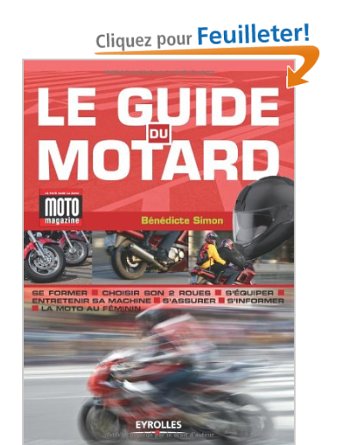 Cliquez pour Feuilleter!
LE GUIDE
DU
MOTARD
MOTO
magazine
Bénédicte Simon
SE FORMER ■ CHOISIR SON 2 ROUES ■ S'ÉQUIPER ■
ENTRETENIR SA MACHINE ■ S'ASSURER ■ S'INFORMER
■ LA MOTO AU FÉMININ
EYROLLES